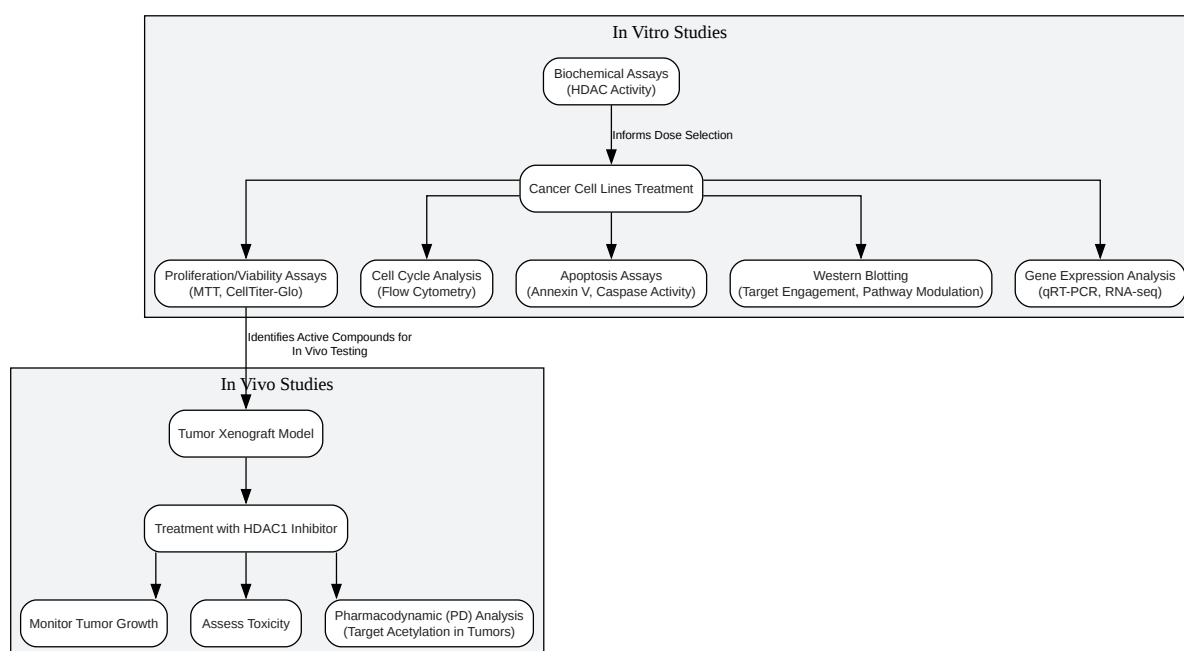 In Vitro Studies
Biochemical Assays
(HDAC Activity)
Informs Dose Selection
Cancer Cell Lines Treatment
Proliferation/Viability Assays
(MTT, CellTiter-Glo)
Cell Cycle Analysis
(Flow Cytometry)
Apoptosis Assays
(Annexin V, Caspase Activity)
Western Blotting
(Target Engagement, Pathway Modulation)
Gene Expression Analysis
(qRT-PCR, RNA-seq)
Identifies Active Compounds for
In Vivo Testing
In Vivo Studies
Tumor Xenograft Model
Treatment with HDAC1 Inhibitor
Monitor Tumor Growth
Assess Toxicity
Pharmacodynamic (PD) Analysis
(Target Acetylation in Tumors)